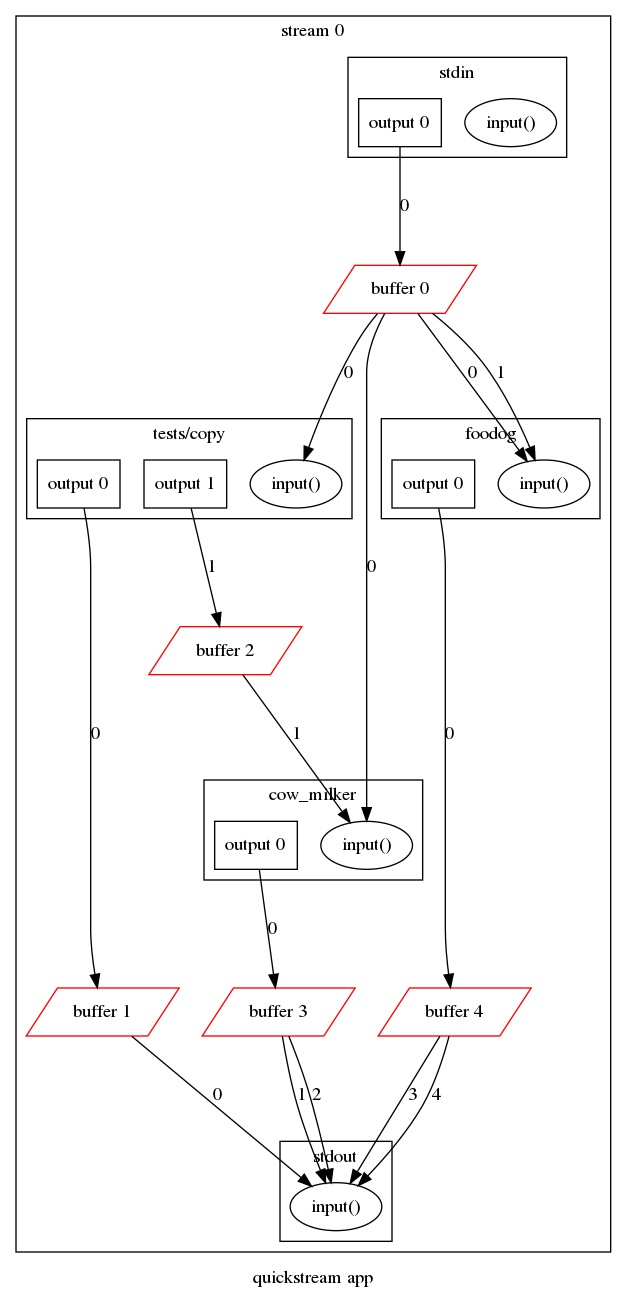 stream 0
stdin
output 0
input()
0
buffer 0
0
0
1
tests/copy
foodog
output 0
output 1
input()
output 0
input()
1
0
buffer 2
0
1
0
cow_milker
output 0
input()
0
buffer 1
buffer 3
buffer 4
0
1
2
3
4
stdout
input()
quickstream app